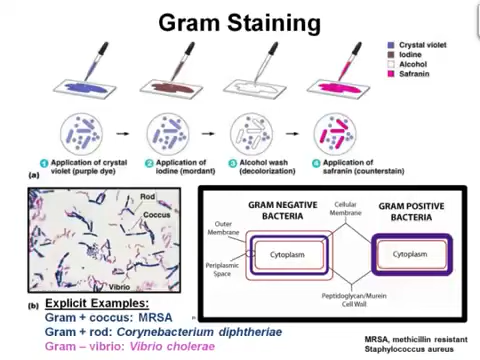 Gram Staining
Crystal violet
Iodine
Alcohol
Safranin
1 Application of crystal violet (purple dye)
2 Application of iodine (mordant)
3 Alcohol wash (decolorization)
4 Application of safranin (counterstain)
(a)
Rod
Coccus
Vibrio
(b)
GRAM NEGATIVE
BACTERIA
Cellular
Membrane
GRAM POSITIVE
BACTERIA
Outer
Membrane
Periplasmic
Space
Cytoplasm
Cytoplasm
Peptidoglycan/Murein
Cell Wall
Explicit Examples:
Gram + coccus: MRSA
Gram + rod: Corynebacterium diphtheriae
Gram – vibrio: Vibrio cholerae
MRSA, methicillin resistant
Staphylococcus aureus